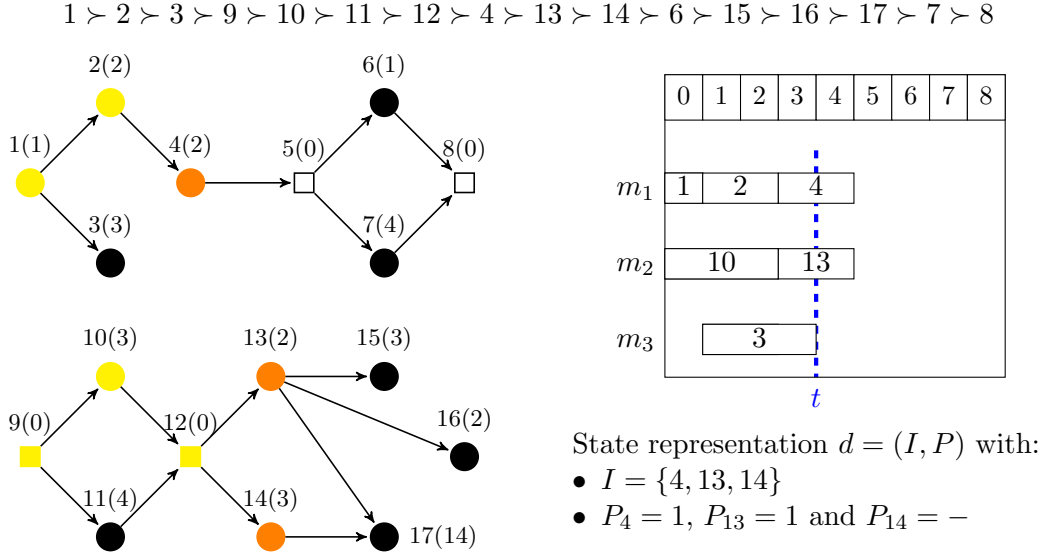 1 ≻ 2 ≻ 3 ≻ 9 ≻ 10 ≻ 11 ≻ 12 ≻ 4 ≻ 13 ≻ 14 ≻ 6 ≻ 15 ≻ 16 ≻ 17 ≻ 7 ≻ 8
2(2)
6(1)
1(1)
4(2)
5(0)
8(0)
3(3)
7(4)
10(3)
13(2)
15(3)
9(0)
12(0)
16(2)
11(4)
14(3)
17(14)
0 1 2 3 4 5 6 7 8
m₁ 1 2 4
m₂ 10 13
m₃ 3
t
State representation d = (I, P) with:
• I = {4, 13, 14}
• P₄ = 1, P₁₃ = 1 and P₁₄ = −